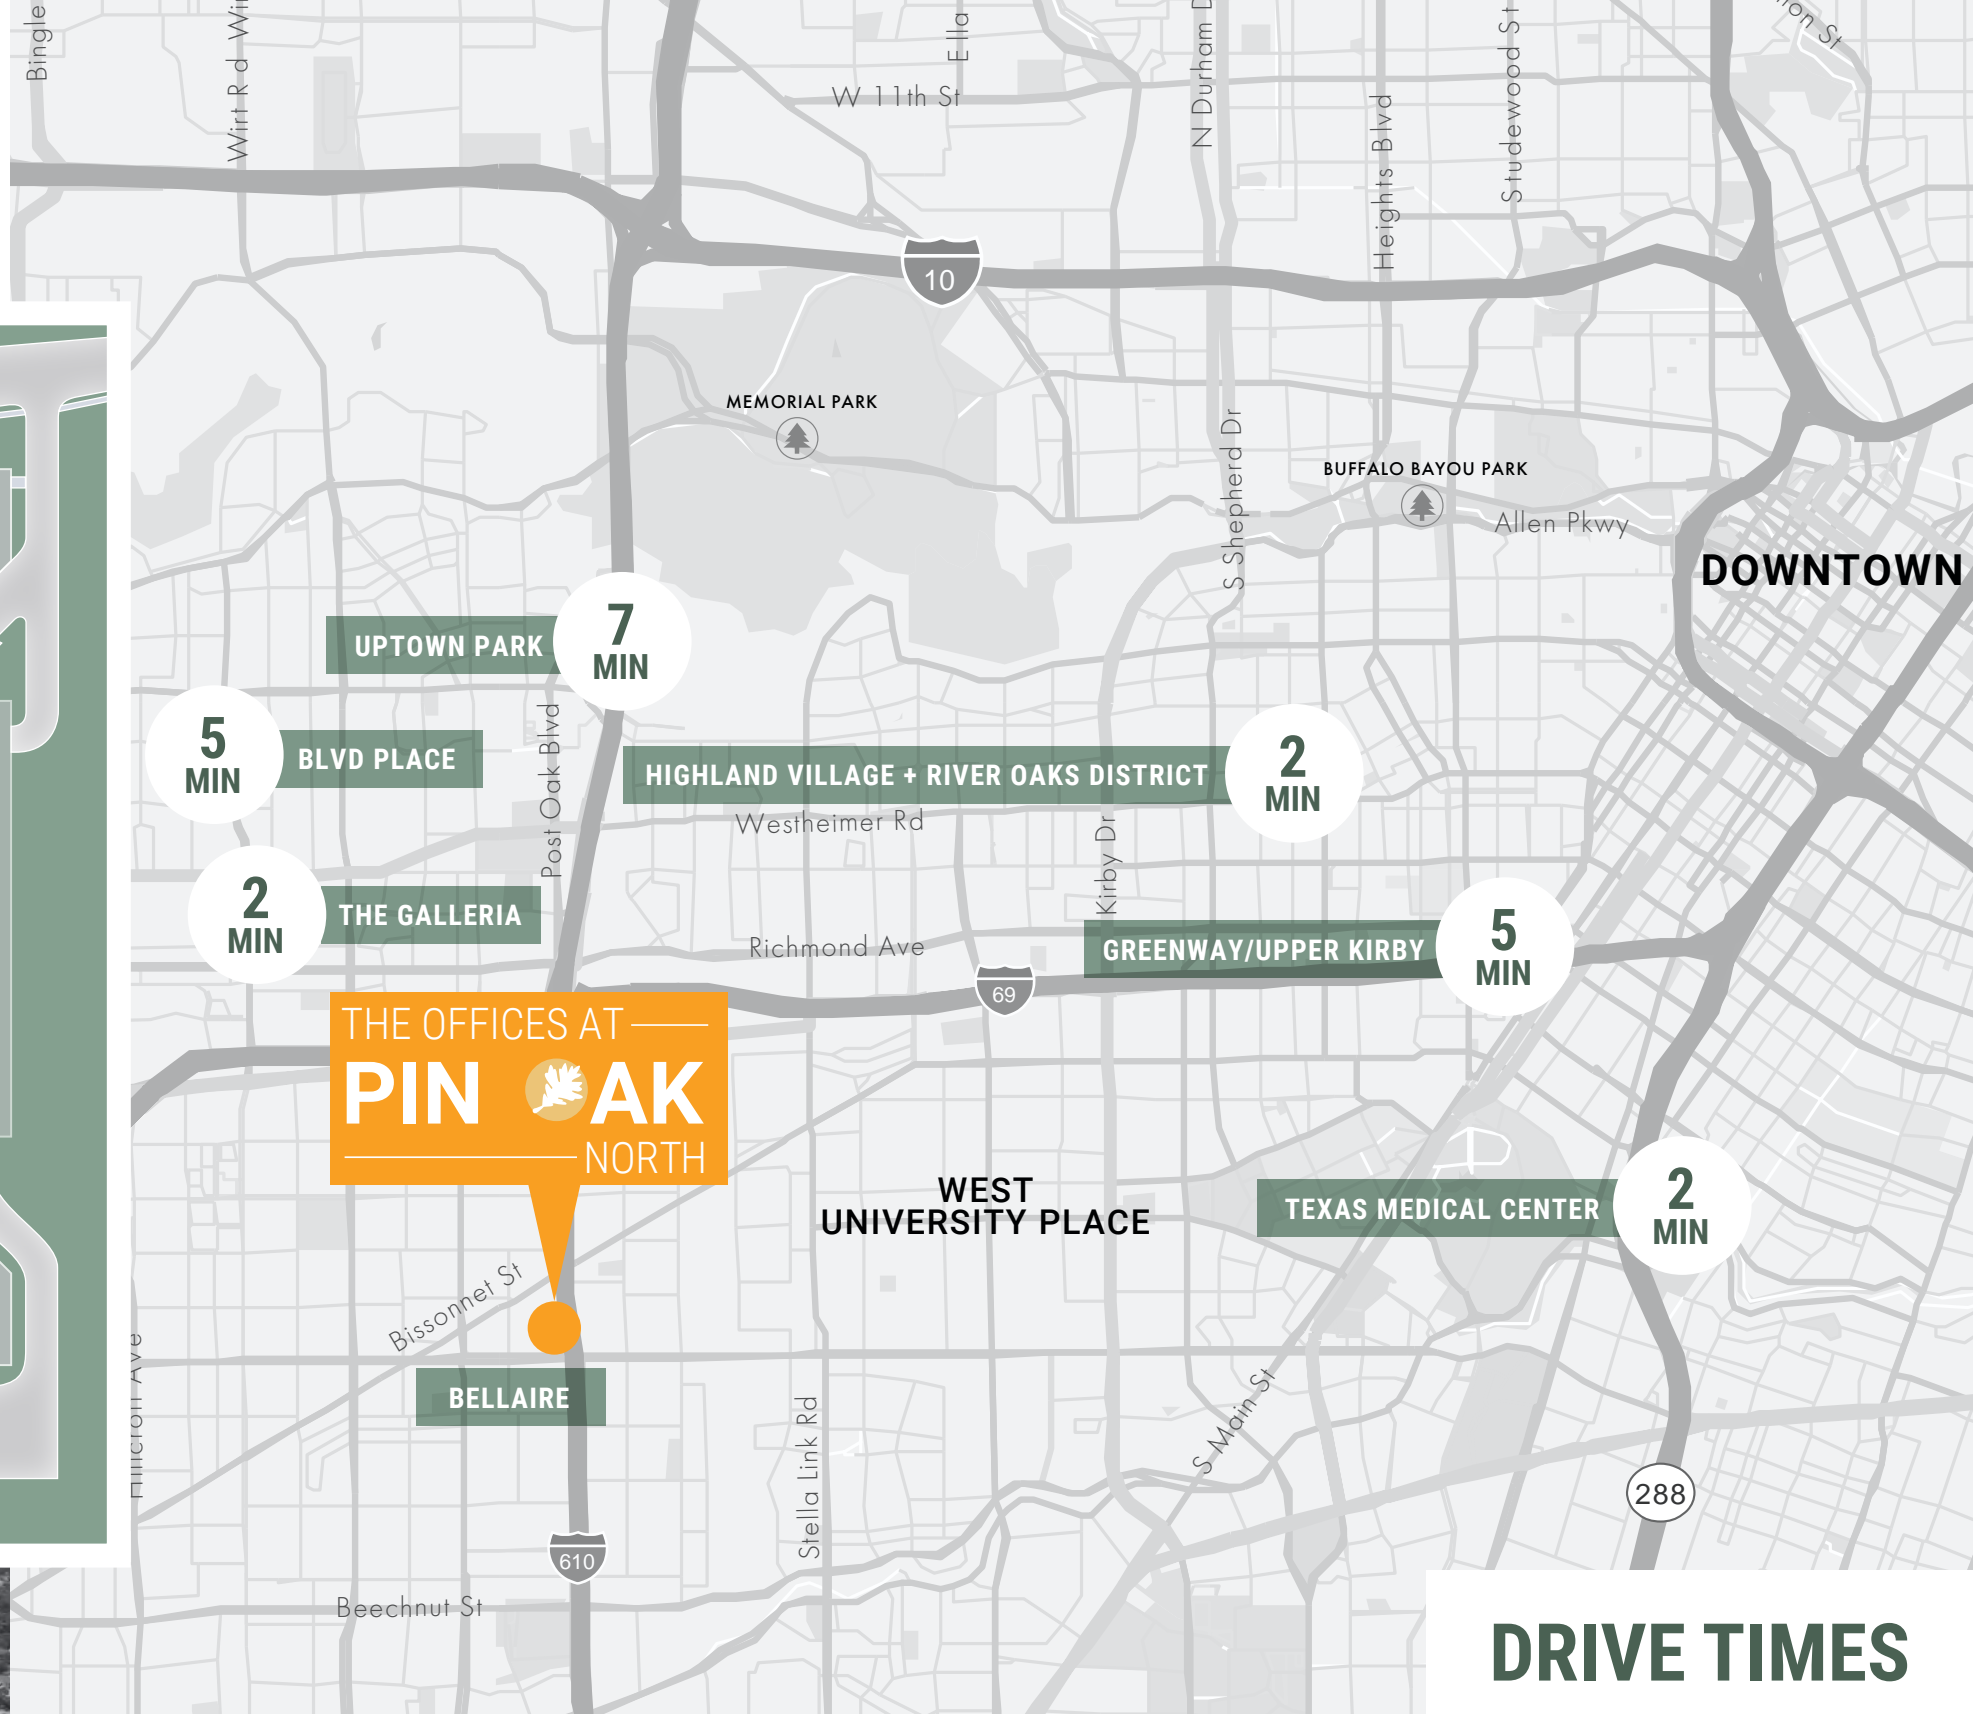 Bingle
Wirt Rd
Ella
W 11th St
N Durham
Heights Blvd
Studewood St
St
10
MEMORIAL PARK
S Shepherd Dr
BUFFALO BAYOU PARK
Allen Pkwy
DOWNTOWN
UPTOWN PARK
7
MIN
5
MIN
BLVD PLACE
Post Oak Blvd
HIGHLAND VILLAGE + RIVER OAKS DISTRICT
2
MIN
Westheimer Rd
Kirby Dr
2
MIN
THE GALLERIA
Richmond Ave
GREENWAY/UPPER KIRBY
5
MIN
69
THE OFFICES AT
PIN OAK
NORTH
WEST
UNIVERSITY PLACE
TEXAS MEDICAL CENTER
2
MIN
Bissonnet St
BELLAIRE
Ave
Stella Link Rd
S Main St
288
610
Beechnut St
DRIVE TIMES